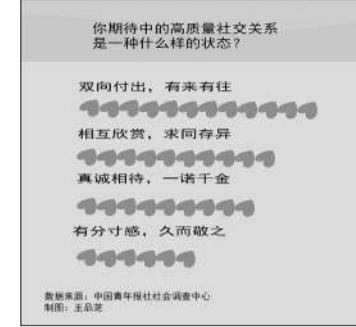 你期待中的高质量社交关系
是一种什么样的状态？
双向付出，有来有往
相互欣赏，求同存异
真诚相待，一诺千金
有分寸感，久而敬之
数据来源：中国青年报社社会调查中心
制图：王品芝